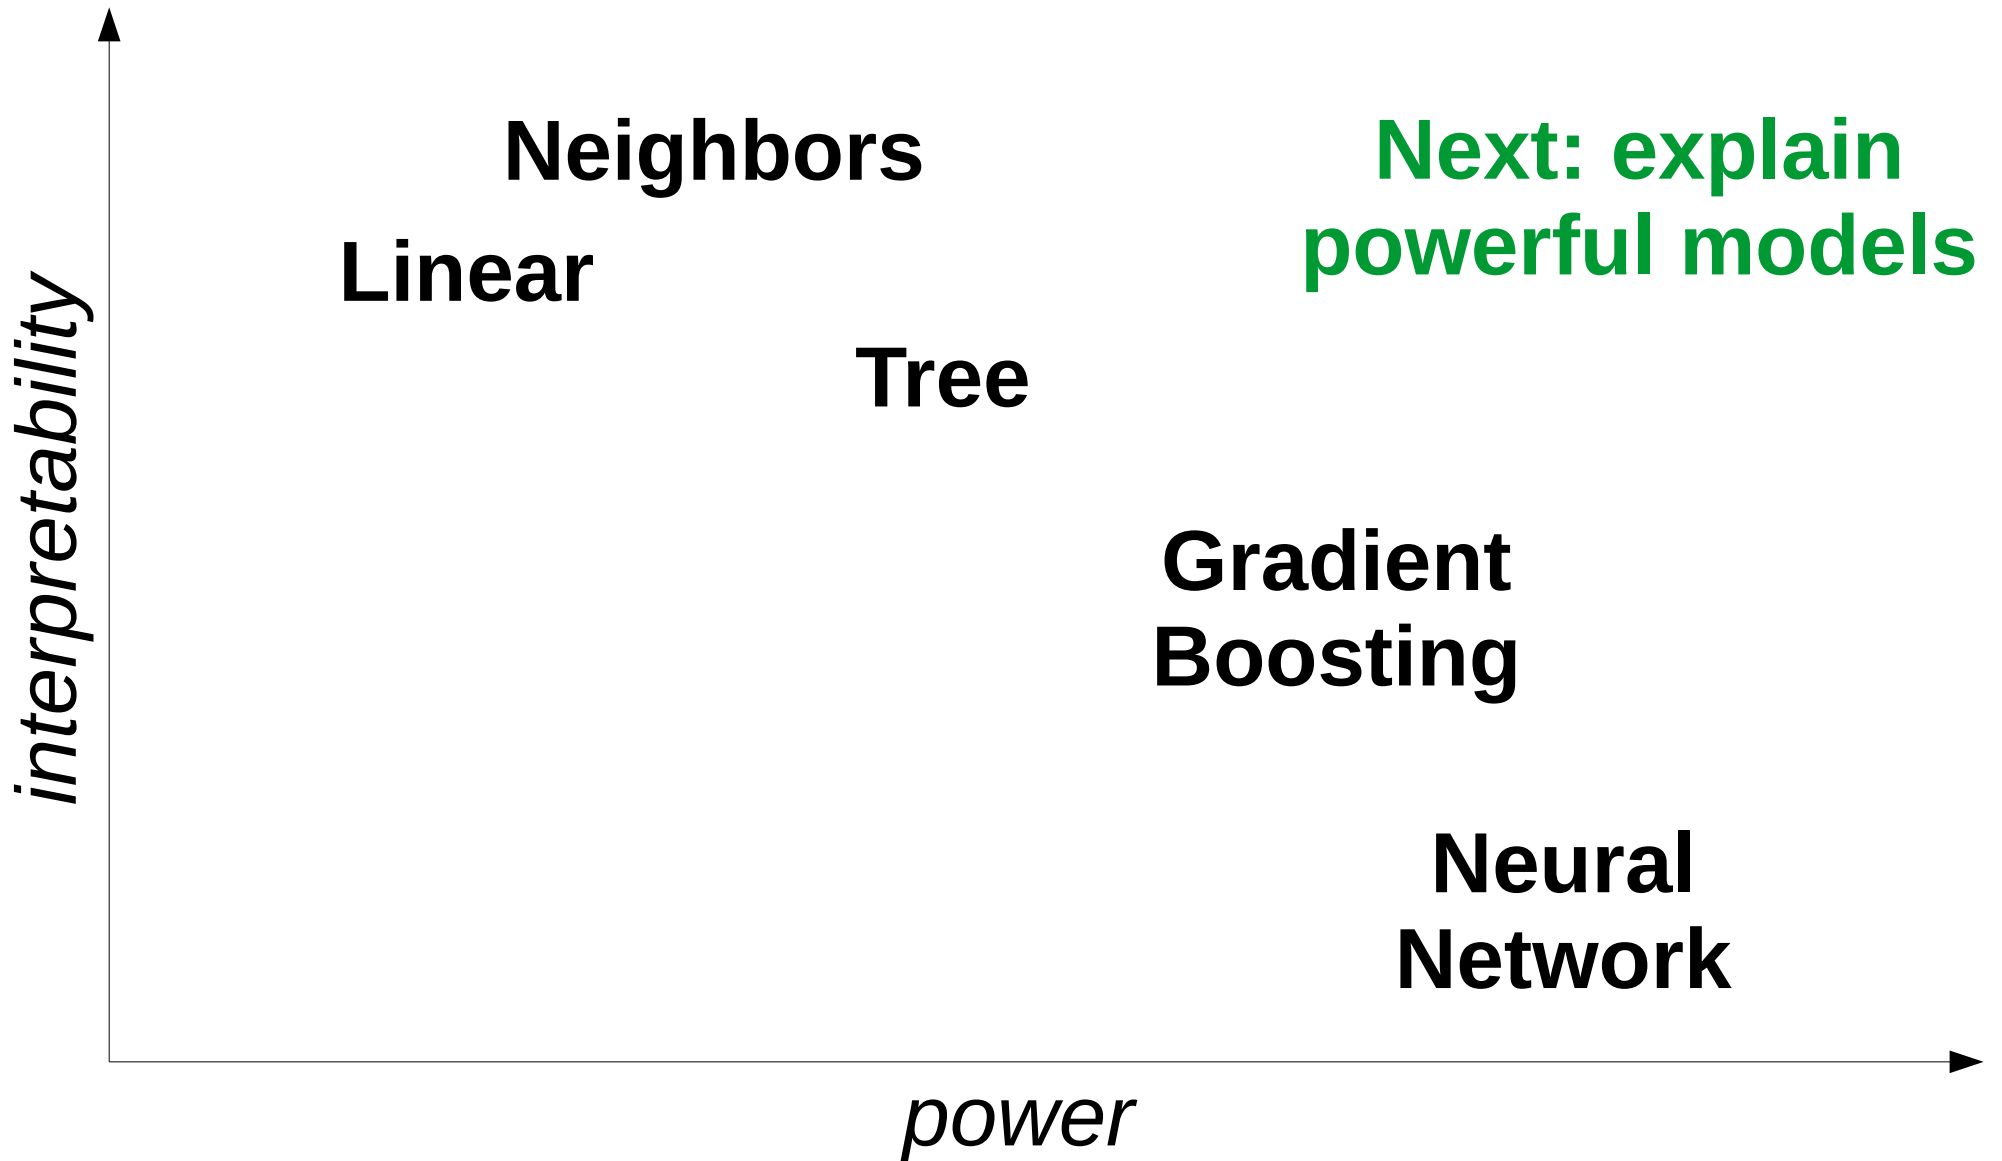 Neighbors
Next: explain
powerful models
Linear
interpretability
Tree
Gradient
Boosting
Neural
Network
power